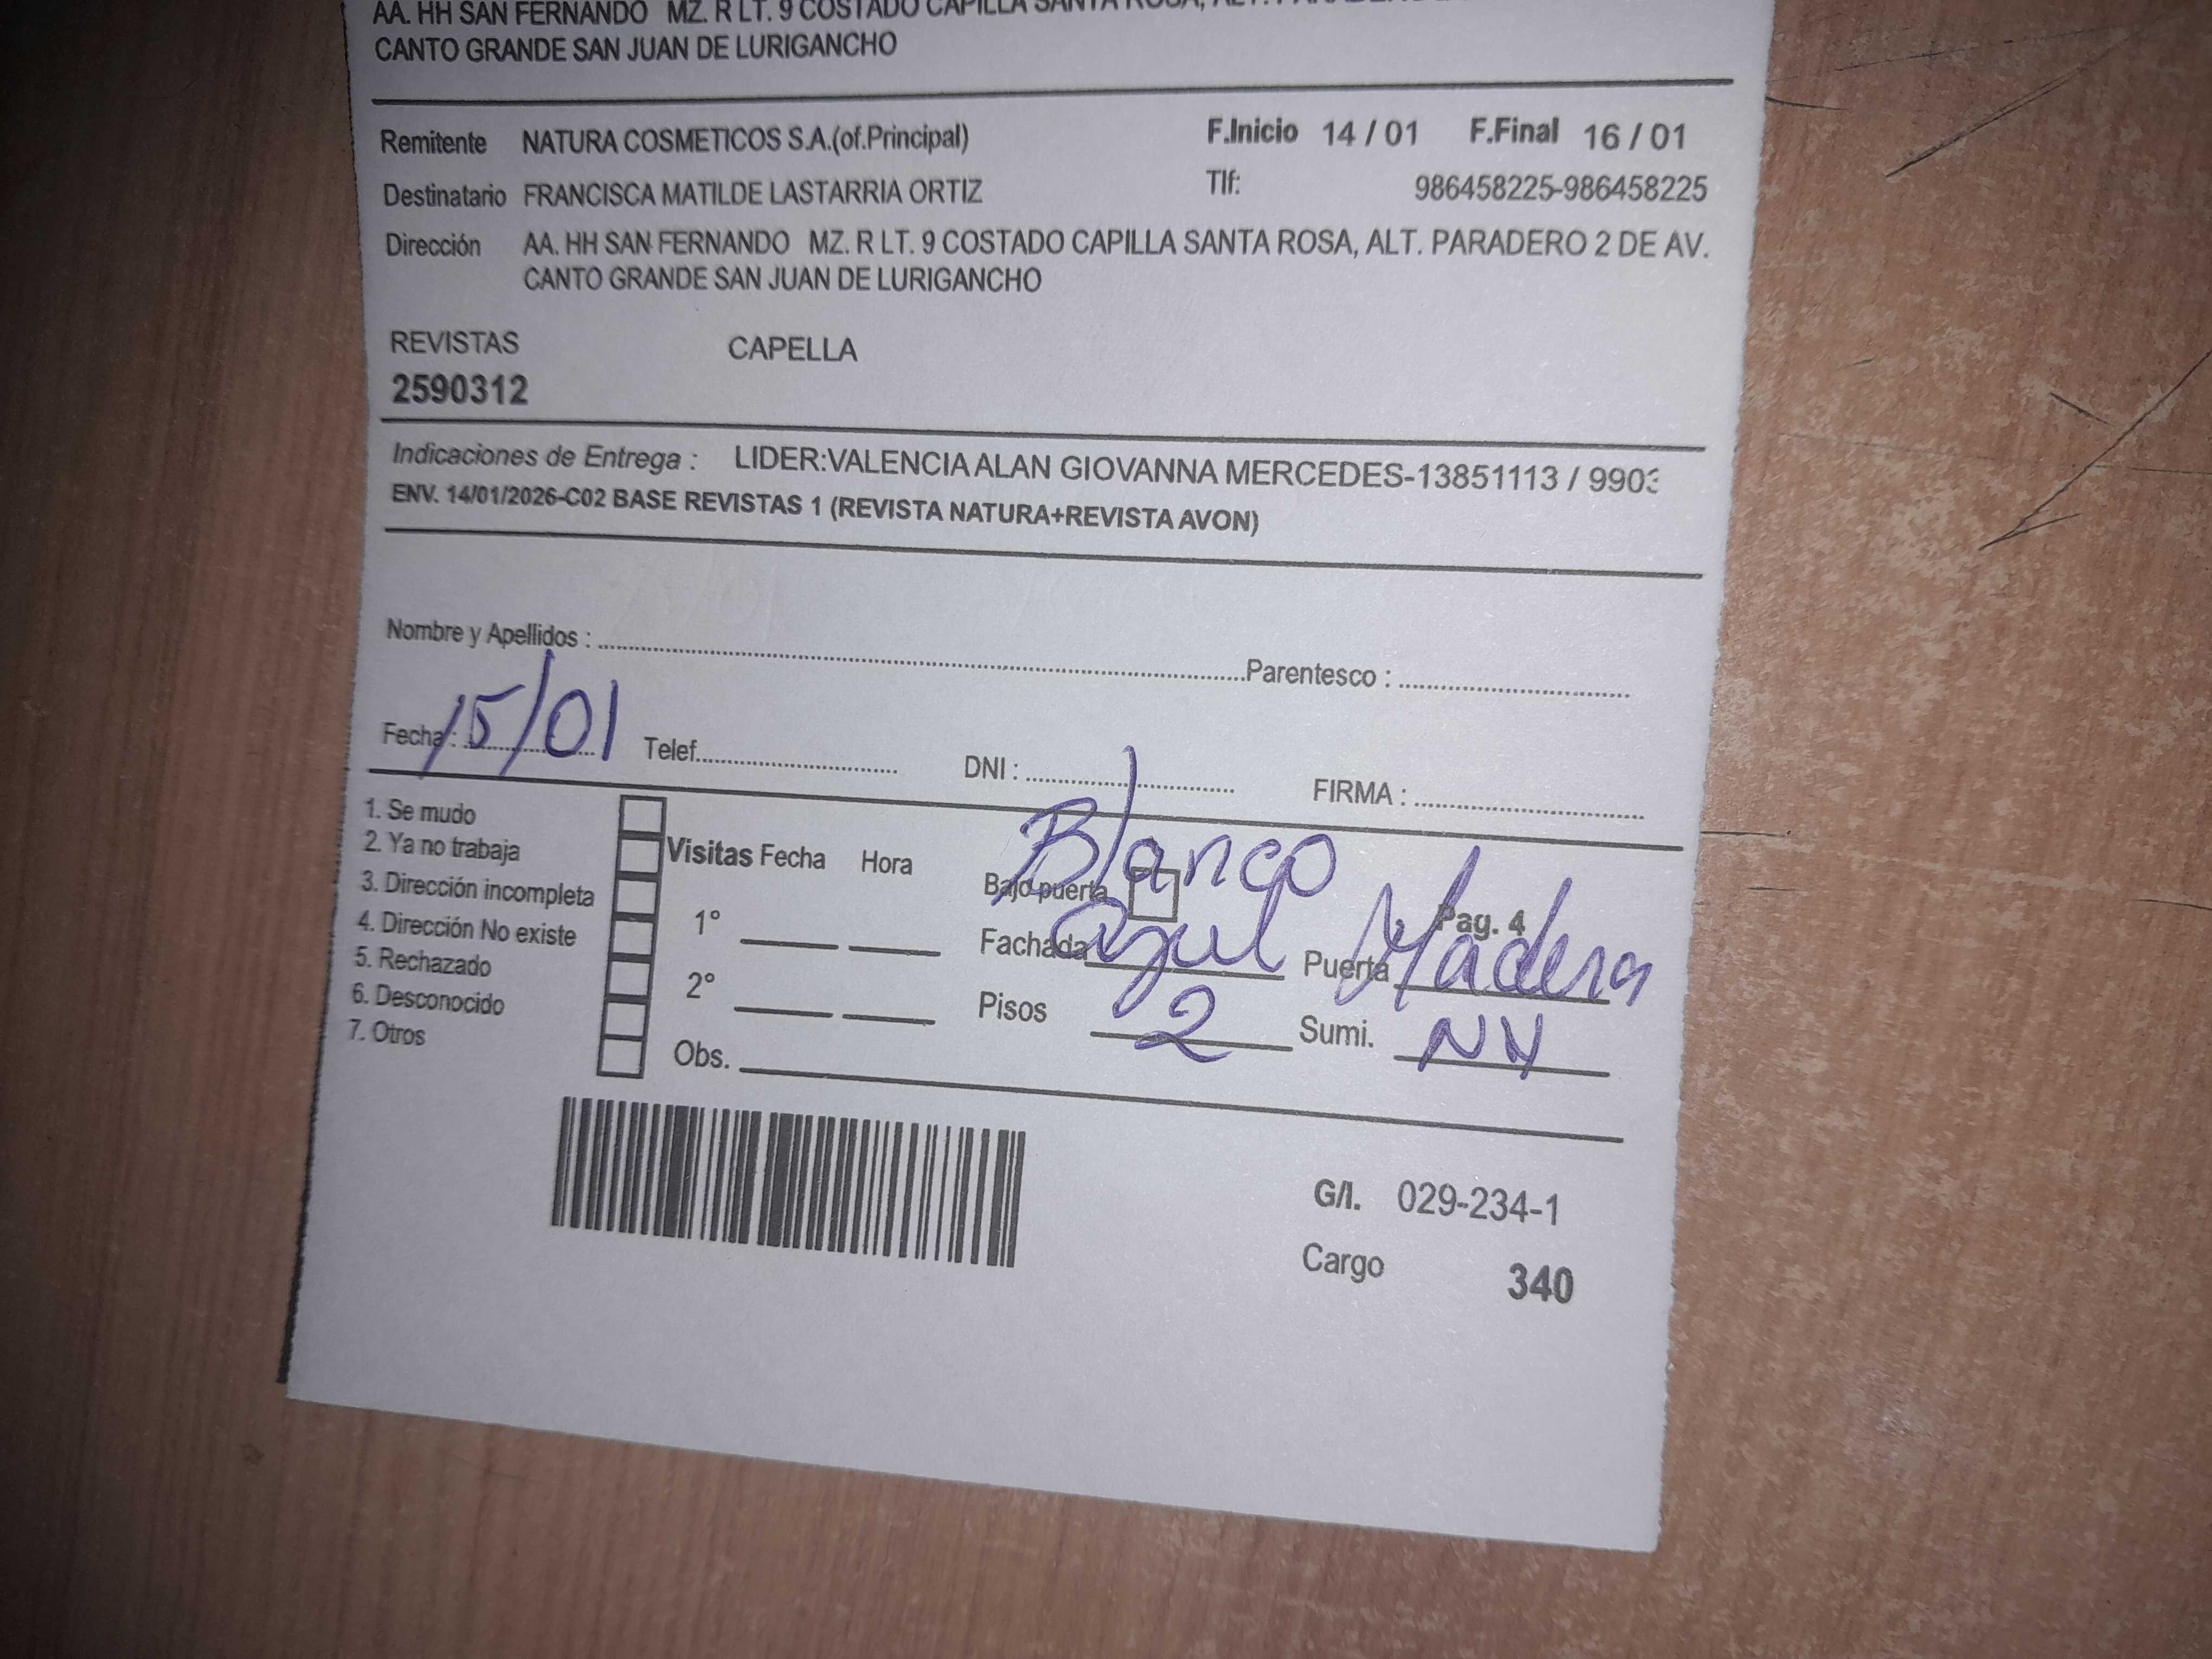 AA. HH SAN FERNANDO MZ. R LT. 9 COSTADO CAPILLA SANTA ROSA, ALT.
CANTO GRANDE SAN JUAN DE LURIGANCHO
Remitente NATURA COSMETICOS S.A.(of.Principal) F.Inicio 14 / 01 F.Final 16 / 01
Destinatario FRANCISCA MATILDE LASTARRIA ORTIZ Tlf: 986458225-986458225
Dirección AA. HH SAN FERNANDO MZ. R LT. 9 COSTADO CAPILLA SANTA ROSA, ALT. PARADERO 2 DE AV.
CANTO GRANDE SAN JUAN DE LURIGANCHO
REVISTAS CAPELLA
2590312
Indicaciones de Entrega : LIDER:VALENCIA ALAN GIOVANNA MERCEDES-13851113 / 9903
ENV. 14/01/2026-C02 BASE REVISTAS 1 (REVISTA NATURA+REVISTA AVON)
Nombre y Apellidos : Parentesco :
Fecha : 15/01 Telef. DNI : FIRMA :
1. Se mudo
2. Ya no trabaja
3. Dirección incompleta
4. Dirección No existe
5. Rechazado
6. Desconocido
7. Otros
Visitas Fecha Hora
1°
2°
Obs.
Blanco
Bajo puerta Pag. 4
Fachada azul Puerta Madera
Pisos 2 Sumi. NN
G/I. 029-234-1
Cargo 340